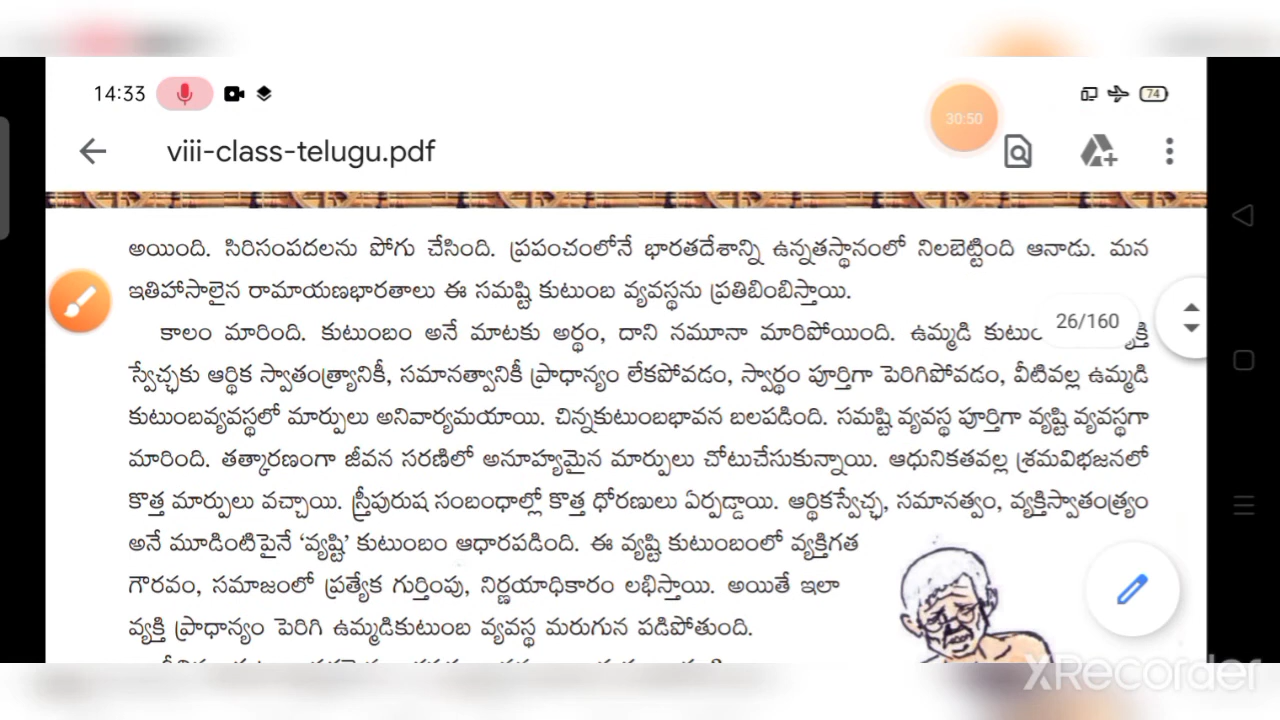 14:33
30:50
74
viii-class-telugu.pdf
అయింది. సిరిసంపదలను పోగు చేసింది. ప్రపంచంలోనే భారతదేశాన్ని ఉన్నతస్థానంలో నిలబెట్టింది ఆనాడు. మన
ఇతిహాసాలైన రామాయణభారతాలు ఈ సమష్టి కుటుంబ వ్యవస్థను ప్రతిబింబిస్తాయి.
26/160
కాలం మారింది. కుటుంబం అనే మాటకు అర్థం, దాని నమూనా మారిపోయింది. ఉమ్మడి
స్వేచ్ఛకు ఆర్థిక స్వాతంత్ర్యానికీ, సమానత్వానికీ ప్రాధాన్యం లేకపోవడం, స్వార్థం పూర్తిగా పెరిగిపోవడం, వీటివల్ల ఉమ్మడి
కుటుంబవ్యవస్థలో మార్పులు అనివార్యమయాయి. చిన్నకుటుంబభావన బలపడింది. సమష్టి వ్యవస్థ పూర్తిగా వ్యష్టి వ్యవస్థగా
మారింది. తత్కారణంగా జీవన సరణిలో అనూహ్యమైన మార్పులు చోటుచేసుకున్నాయి. ఆధునికతవల్ల శ్రమవిభజనలో
కొత్త మార్పులు వచ్చాయి. స్త్రీపురుష సంబంధాల్లో కొత్త ధోరణులు ఏర్పడ్డాయి. ఆర్థికస్వేచ్ఛ, సమానత్వం, వ్యక్తిస్వాతంత్ర్యం
అనే మూడింటిపైనే ‘వ్యష్టి’ కుటుంబం ఆధారపడింది. ఈ వ్యష్టి కుటుంబంలో వ్యక్తిగత
గౌరవం, సమాజంలో ప్రత్యేక గుర్తింపు, నిర్ణయాధికారం లభిస్తాయి. అయితే ఇలా
వ్యక్తి ప్రాధాన్యం పెరిగి ఉమ్మడికుటుంబ వ్యవస్థ మరుగున పడిపోతుంది.
XRecorder